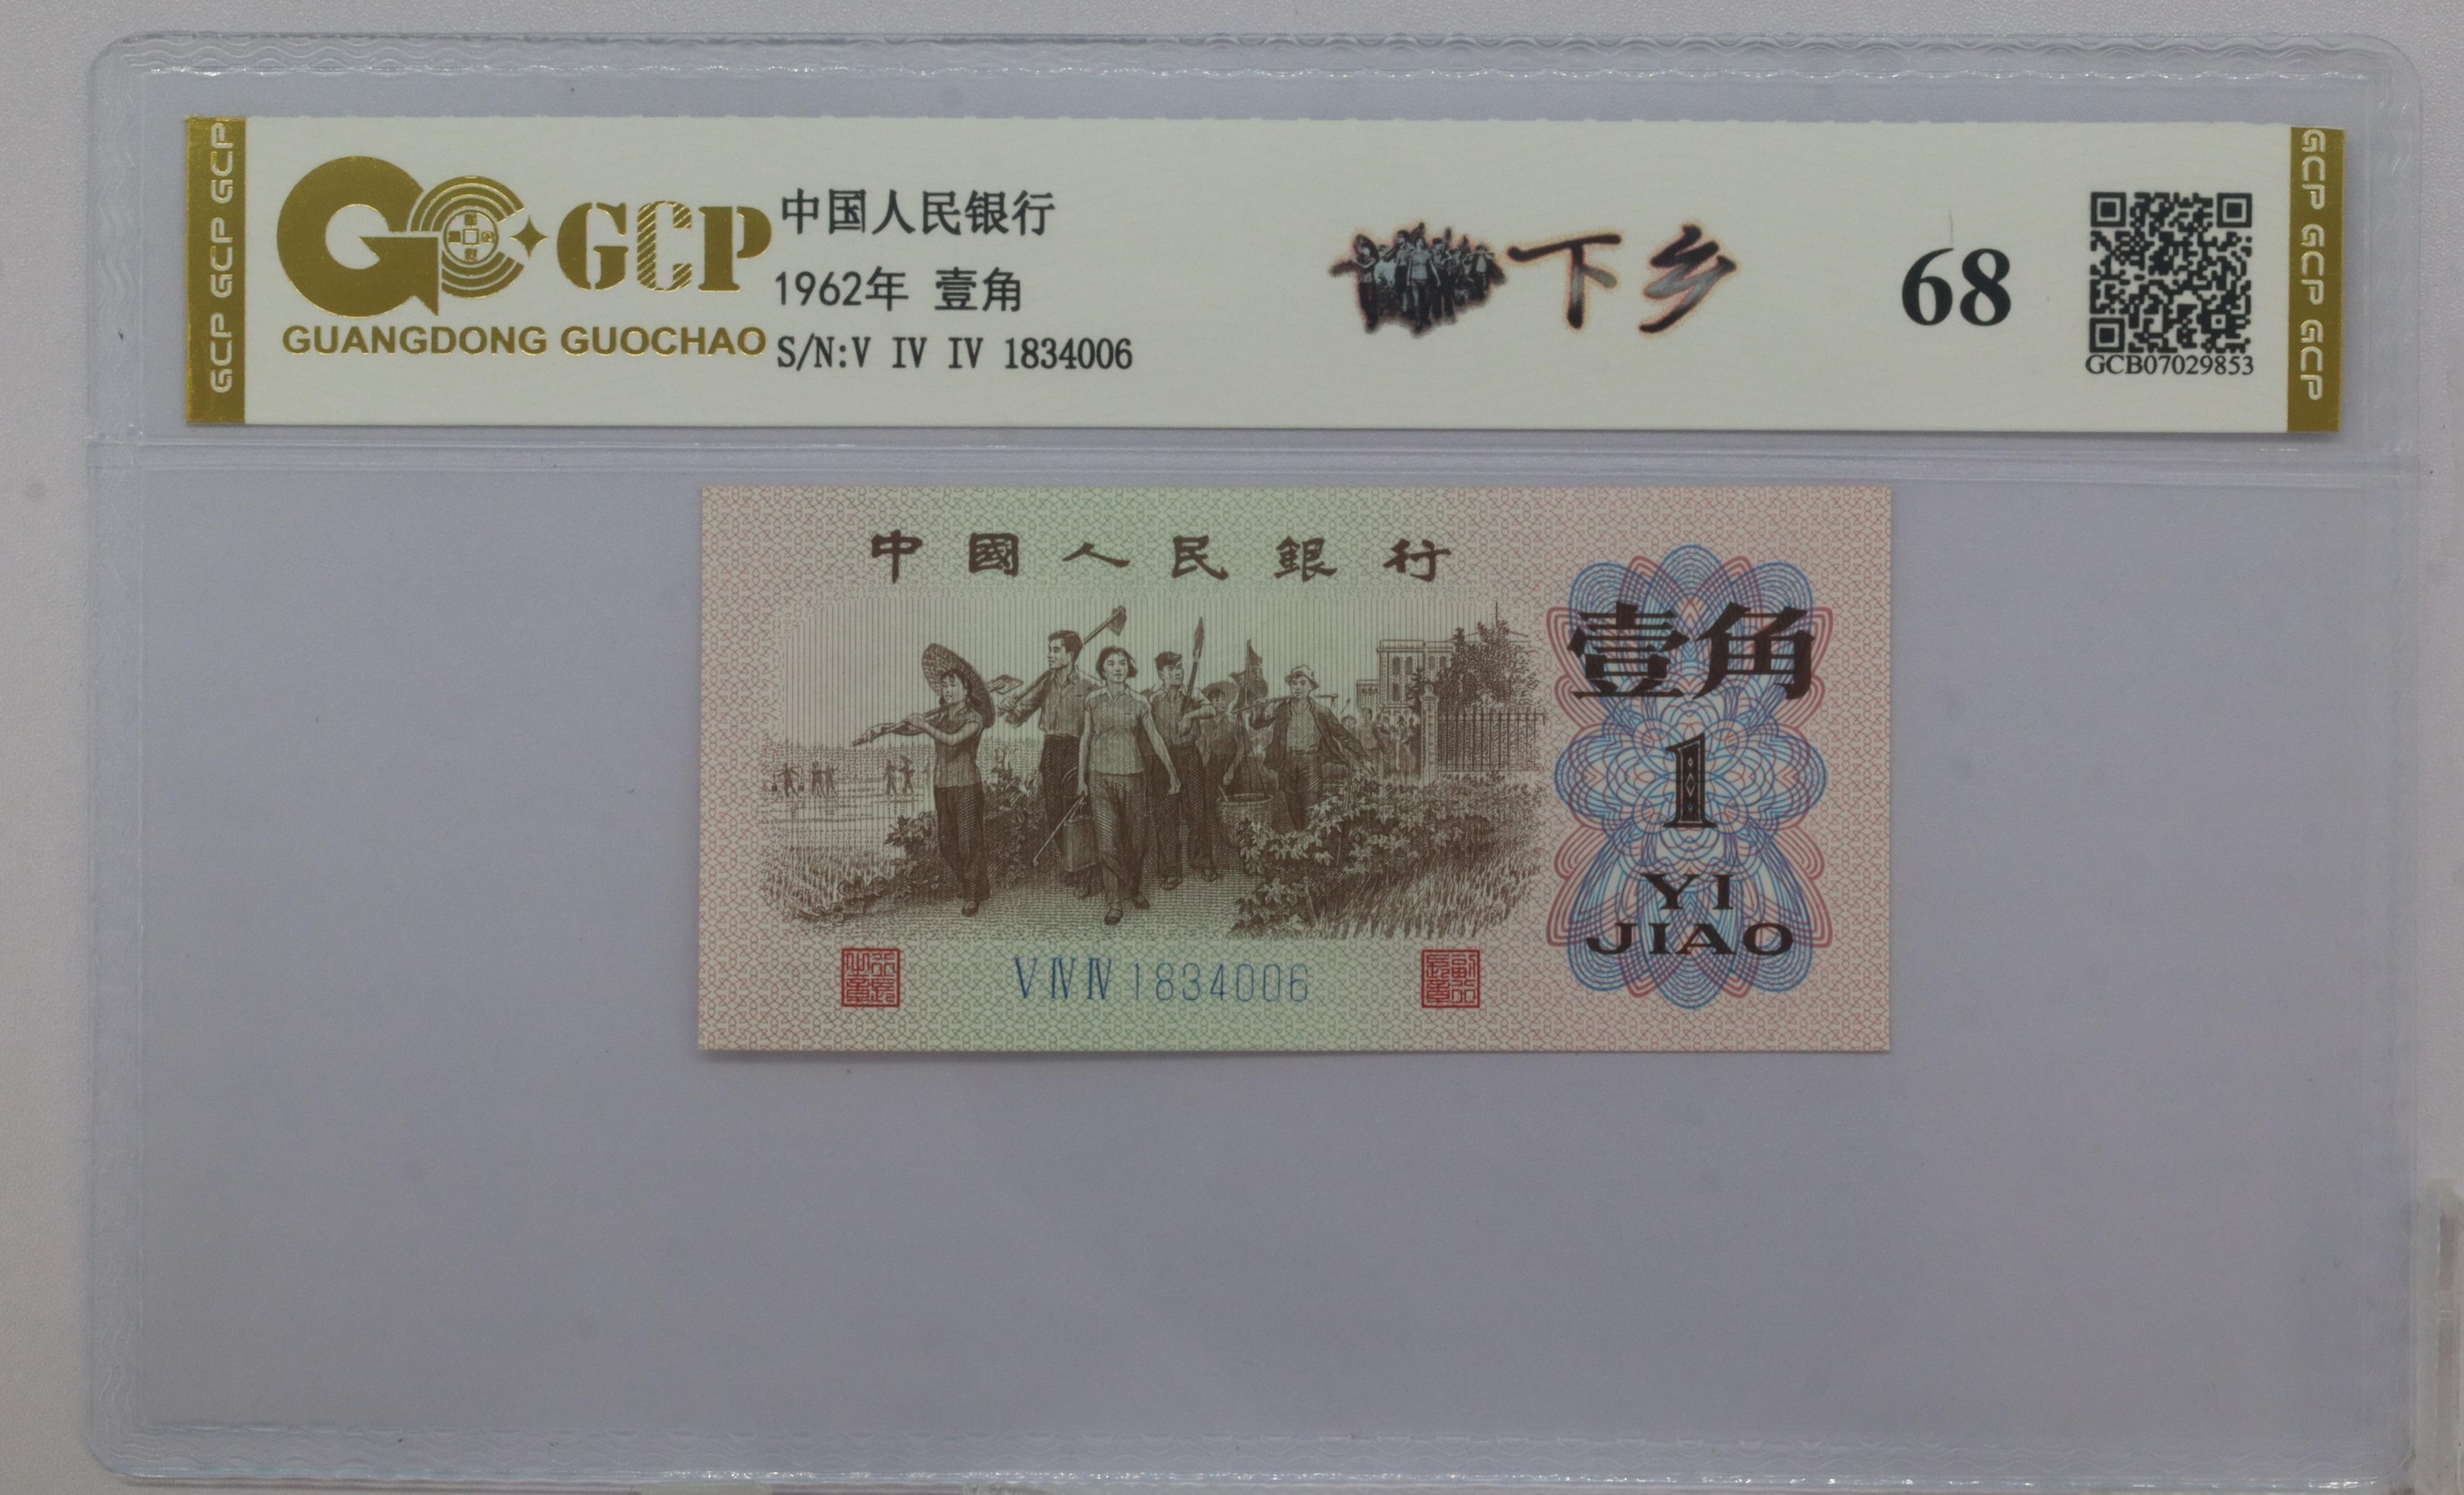 GCP GCP GCP
GCP
GUANGDONG GUOCHAO
中国人民银行
1962年 壹角
S/N:V IV IV 1834006
下乡
68
GCB07029853
GCP GCP GCP
中國人民銀行
壹角
1
YI
JIAO
V IV IV 1834006